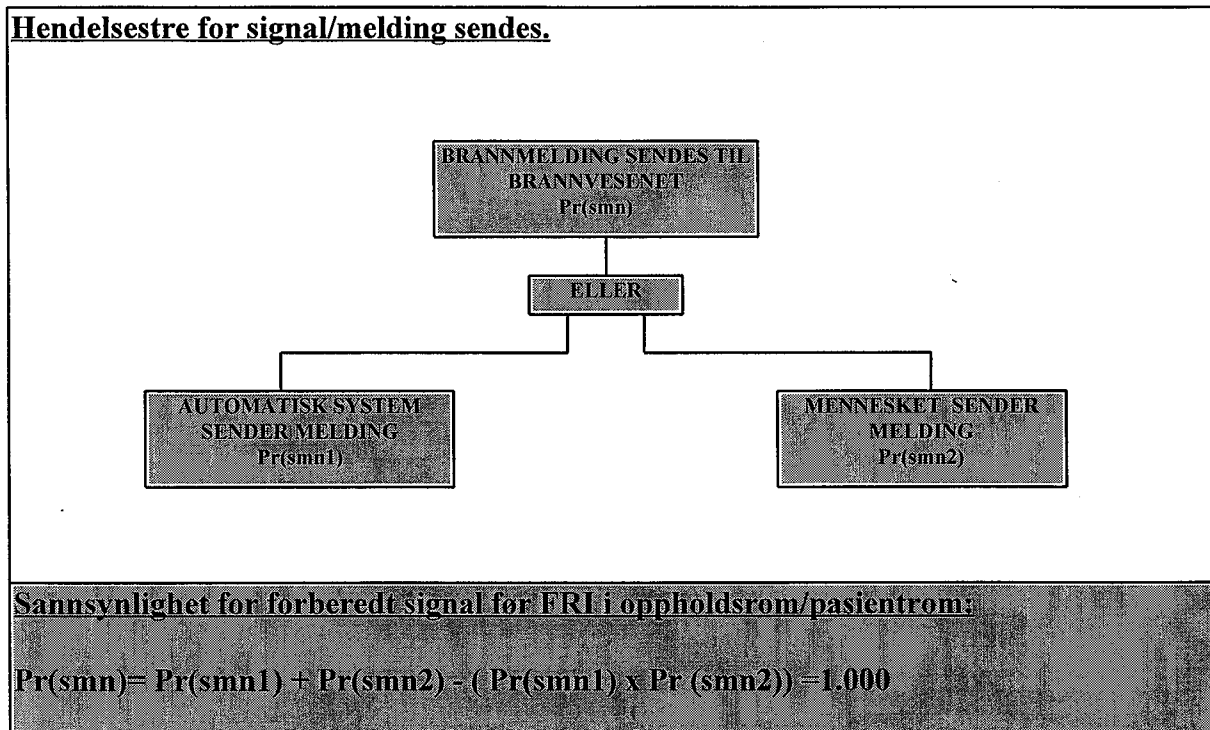 Hendelsestre for signal/melding sendes.
BRANNMELDING SENDES TIL
BRANNVESENET
Pr(smn)
ELLER
AUTOMATISK SYSTEM
SENDER MELDING
Pr(smn1)
MENNESKET SENDER
MELDING
Pr(smn2)
Sannsynlighet for forberedt signal før FRI i oppholdsrom/pasientrom;
Pr(smn)= Pr(smn1) + Pr(smn2) - ( Pr(smn1) x Pr (smn2)) =1.000